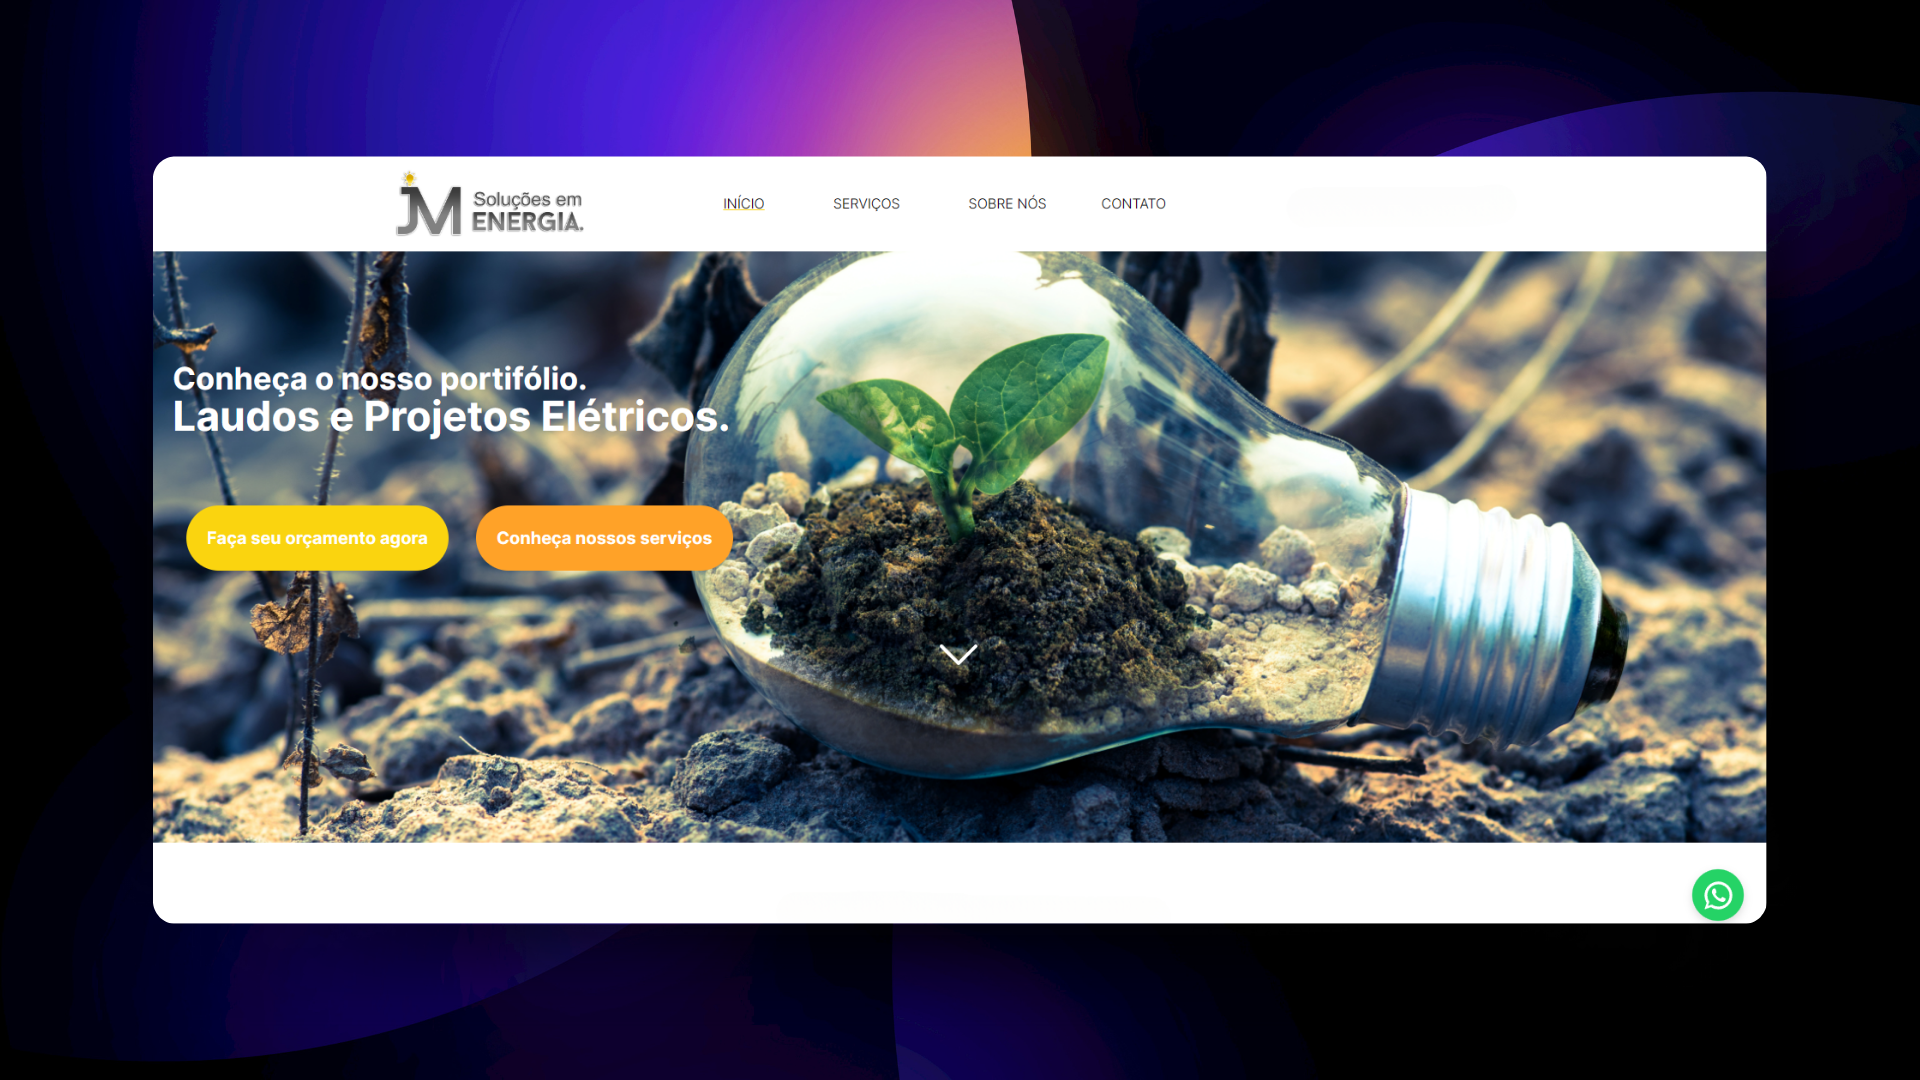 JM Soluções em
ENERGIA.
INÍCIO
SERVIÇOS
SOBRE NÓS
CONTATO
Conheça o nosso portifólio.
Laudos e Projetos Elétricos.
Faça seu orçamento agora
Conheça nossos serviços